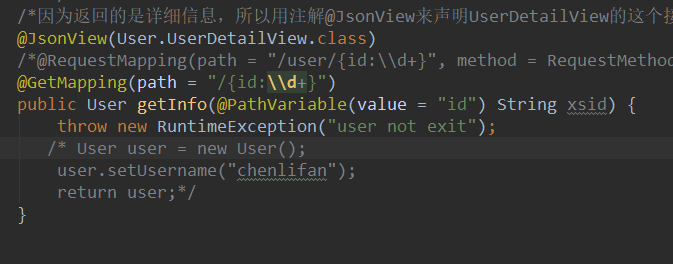 /*因为返回的是详细信息，所以用注解@JsonView来声明UserDetailView的这个
@JsonView(User.UserDetailView.class)
/*@RequestMapping(path = "/user/{id:\\d+}", method = RequestMethod
@GetMapping(path = "/{id:\\d+}")
public User getInfo(@PathVariable(value = "id") String xsid) {
throw new RuntimeException("user not exit");
/* User user = new User();
user.setUsername("chenlifan");
return user;*/
}